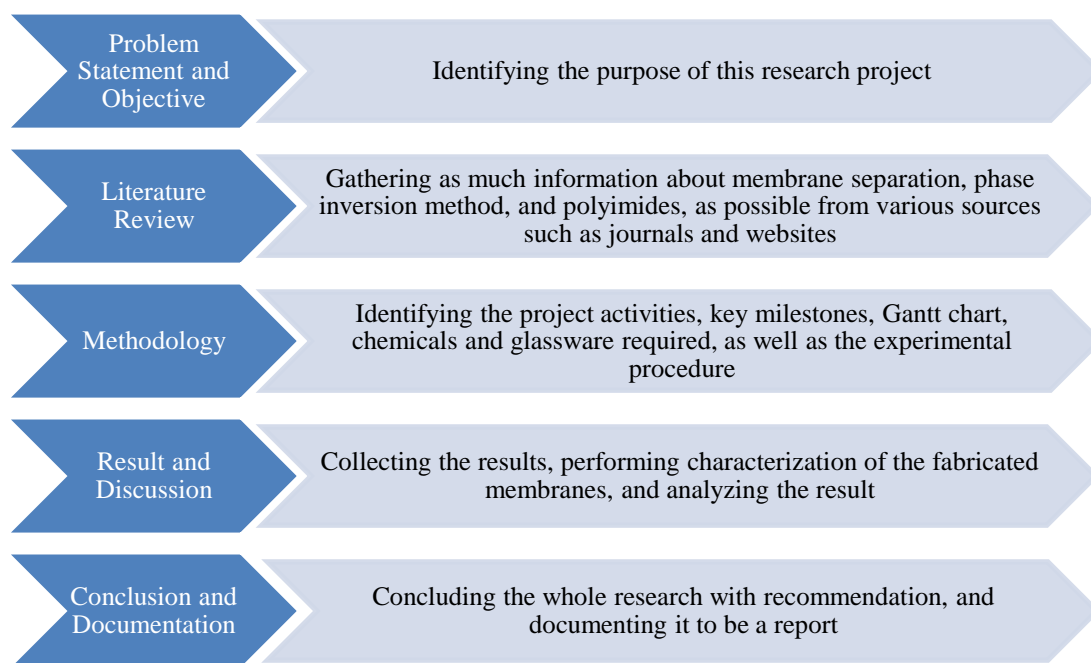 Problem
Statement and
Objective
Identifying the purpose of this research project
Literature
Review
Gathering as much information about membrane separation, phase
inversion method, and polyimides, as possible from various sources
such as journals and websites
Methodology
Identifying the project activities, key milestones, Gantt chart,
chemicals and glassware required, as well as the experimental
procedure
Result and
Discussion
Collecting the results, performing characterization of the fabricated
membranes, and analyzing the result
Conclusion and
Documentation
Concluding the whole research with recommendation, and
documenting it to be a report